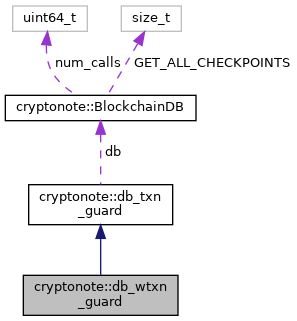 uint64_t
size_t
num_calls
GET_ALL_CHECKPOINTS
cryptonote::BlockchainDB
db
cryptonote::db_txn
_guard
cryptonote::db_wtxn
_guard